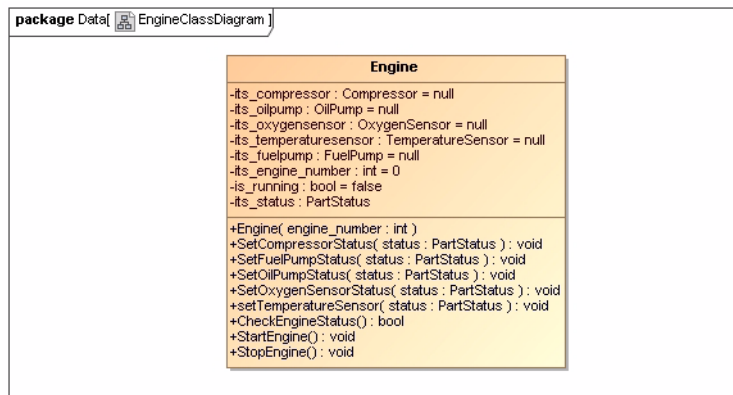 package Data[ EngineClassDiagram ]
Engine
-its_compressor : Compressor = null
-its_oilpump : OilPump = null
-its_oxygensensor : OxygenSensor = null
-its_temperaturesensor : TemperatureSensor = null
-its_fuelpump : FuelPump = null
-its_engine_number : int = 0
-is_running : bool = false
-its_status : PartStatus
+Engine( engine_number : int )
+SetCompressorStatus( status : PartStatus ) : void
+SetFuelPumpStatus( status : PartStatus ) : void
+SetOilPumpStatus( status : PartStatus ) : void
+SetOxygenSensorStatus( status : PartStatus ) : void
+setTemperatureSensor( status : PartStatus ) : void
+CheckEngineStatus() : bool
+StartEngine() : void
+StopEngine() : void